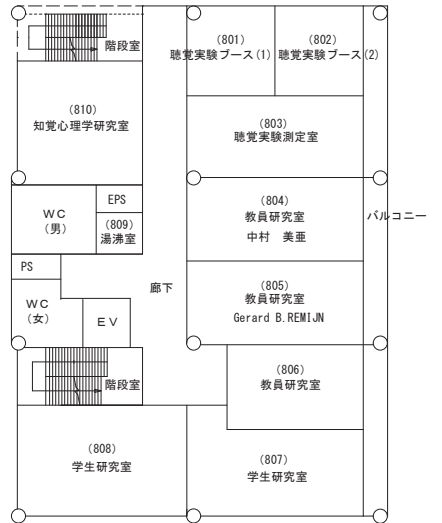 階段室
(801)
聴覚実験ブース(1)
(802)
聴覚実験ブース(2)
(810)
知覚心理学研究室
(803)
聴覚実験測定室
WC
(男)
EPS
(809)
湯沸室
(804)
教員研究室
中村 美亜
バルコニー
PS
WC
(女)
EV
廊下
(805)
教員研究室
Gerard B.REMIJN
階段室
(806)
教員研究室
(808)
学生研究室
(807)
学生研究室